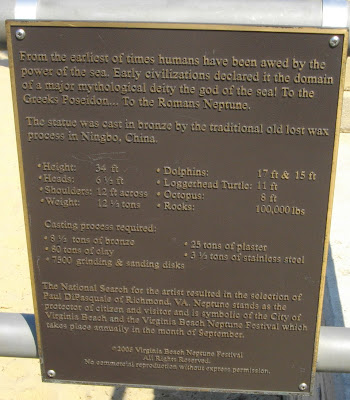 From the earliest of times humans have been awed by the
power of the sea. Early civilizations declared it the domain
of a major mythological deity the god of the sea! To the
Greeks Poseidon... To the Romans Neptune.
The statue was cast in bronze by the traditional old lost wax
process in Ningbo, China.
• Height: 34 ft • Dolphins: 17 ft & 15 ft
• Heads: 6 ½ ft • Loggerhead Turtle: 11 ft
• Shoulders: 12 ft across • Octopus: 8 ft
• Weight: 12 ½ tons • Rocks: 100,000 lbs
Casting process required:
• 8 ½ tons of bronze • 25 tons of plaster
• 80 tons of clay • 3 ½ tons of stainless steel
• 7500 grinding & sanding disks
The National Search for the artist resulted in the selection of
Paul DiPasquale of Richmond, VA. Neptune stands as the
protector of citizen and visitor and is symbolic of the City of
Virginia Beach and the Virginia Beach Neptune Festival which
takes place annually in the month of September.
©2005 Virginia Beach Neptune Festival
All Rights Reserved.
No commercial reproduction without express permission.